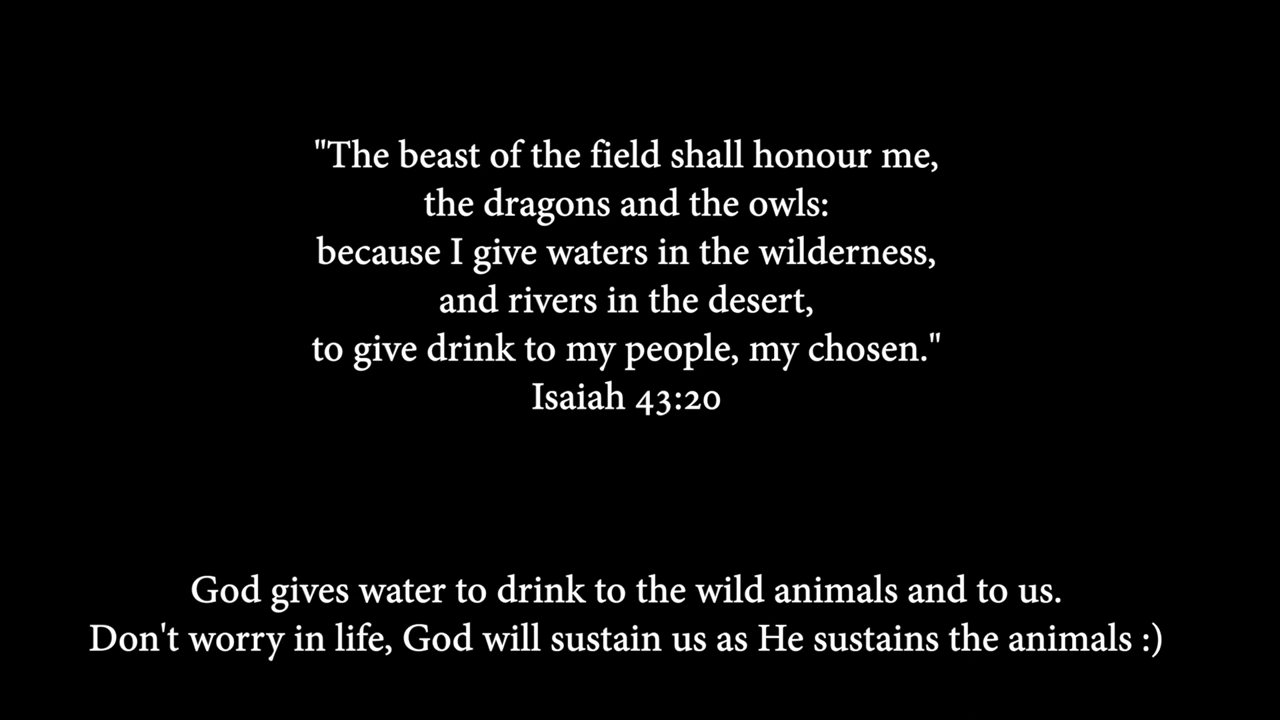 "The beast of the field shall honour me,
the dragons and the owls:
because I give waters in the wilderness,
and rivers in the desert,
to give drink to my people, my chosen."
Isaiah 43:20
God gives water to drink to the wild animals and to us.
Don't worry in life, God will sustain us as He sustains the animals :)